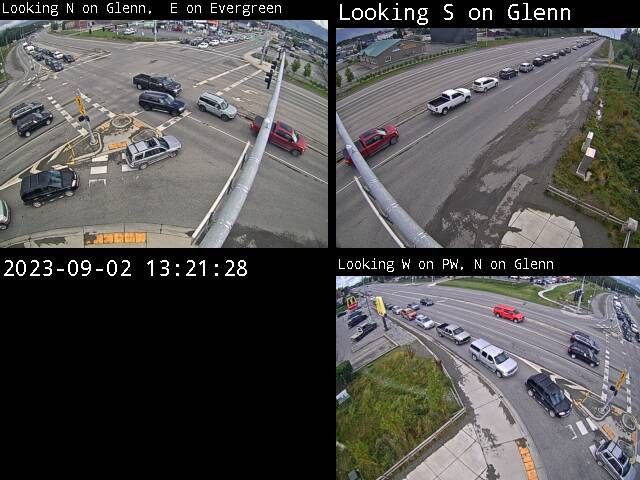 Looking N on Glenn, E on Evergreen
Looking S on Glenn
2023-09-02 13:21:28
Looking W on PW, N on Glenn